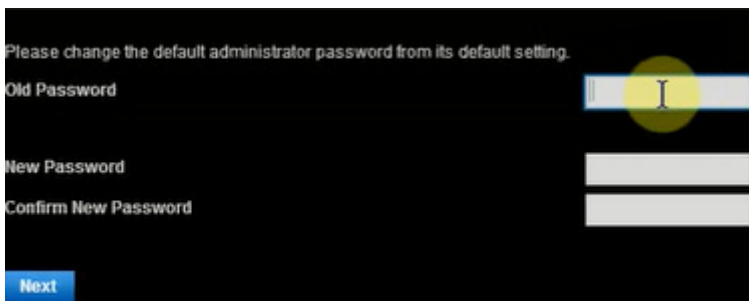 Please change the default administrator password from its default setting.
Old Password
New Password
Confirm New Password
Next